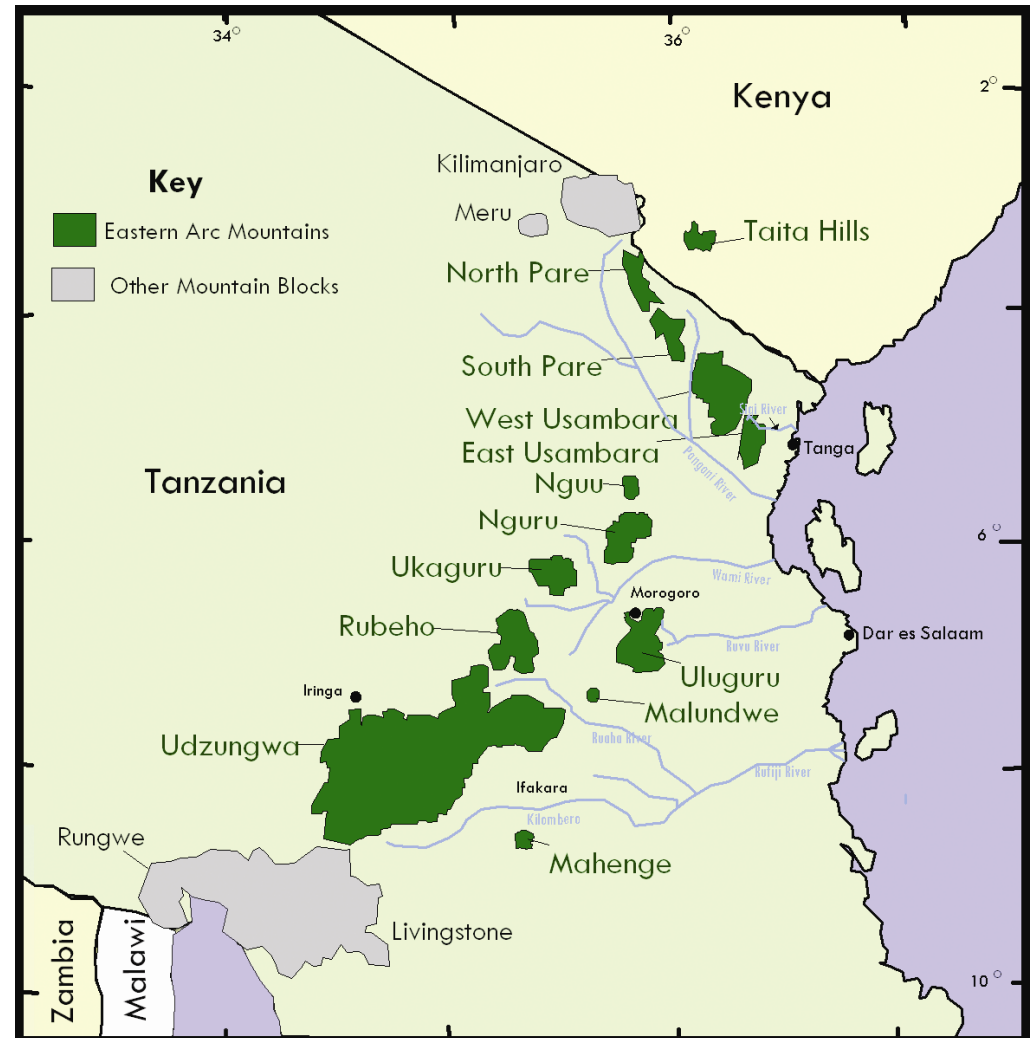 34°
36°
2°
Kenya
Kilimanjaro
Key
Meru
Eastern Arc Mountains
Taita Hills
North Pare
Other Mountain Blocks
South Pare
West Usambara
Sigi River
East Usambara
Tanga
Pangani River
Tanzania
Nguu
Nguru
6°
Ukaguru
Wami River
Morogoro
Rubeho
Dar es Salaam
Ruvu River
Uluguru
Iringa
Malundwe
Udzungwa
Ruaha River
Rufiji River
Ifakara
Kilombero
Rungwe
Mahenge
Livingstone
Zambia
Malawi
10°